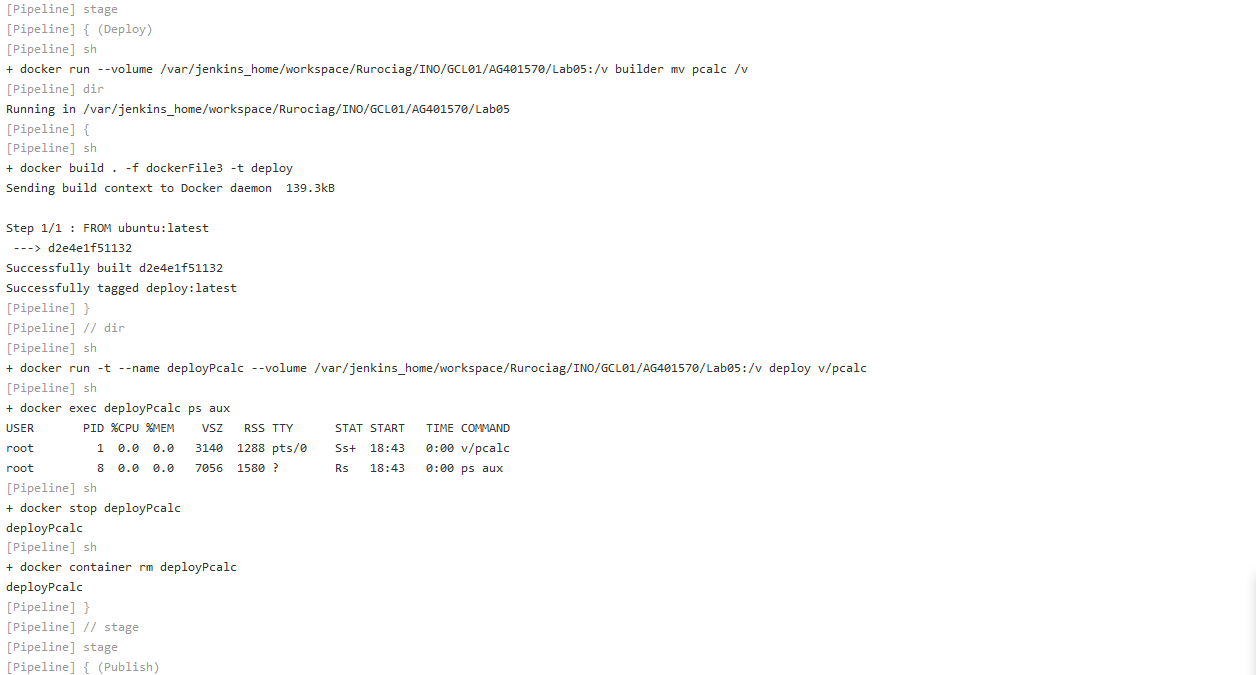 [Pipeline] stage
[Pipeline] { (Deploy)
[Pipeline] sh
+ docker run --volume /var/jenkins_home/workspace/Rurociag/INO/GCL01/AG401570/Lab05:/v builder mv pcalc /v
[Pipeline] dir
Running in /var/jenkins_home/workspace/Rurociag/INO/GCL01/AG401570/Lab05
[Pipeline] {
[Pipeline] sh
+ docker build . -f dockerFile3 -t deploy
Sending build context to Docker daemon  139.3kB
Step 1/1 : FROM ubuntu:latest
 ---> d2e4e1f51132
Successfully built d2e4e1f51132
Successfully tagged deploy:latest
[Pipeline] }
[Pipeline] // dir
[Pipeline] sh
+ docker run -t --name deployPcalc --volume /var/jenkins_home/workspace/Rurociag/INO/GCL01/AG401570/Lab05:/v deploy v/pcalc
[Pipeline] sh
+ docker exec deployPcalc ps aux
USER       PID %CPU %MEM    VSZ   RSS TTY      STAT START   TIME COMMAND
root         1  0.0  0.0   3140  1288 pts/0    Ss+  18:43   0:00 v/pcalc
root         8  0.0  0.0   7056  1580 ?        Rs   18:43   0:00 ps aux
[Pipeline] sh
+ docker stop deployPcalc
deployPcalc
[Pipeline] sh
+ docker container rm deployPcalc
deployPcalc
[Pipeline] }
[Pipeline] // stage
[Pipeline] stage
[Pipeline] { (Publish)